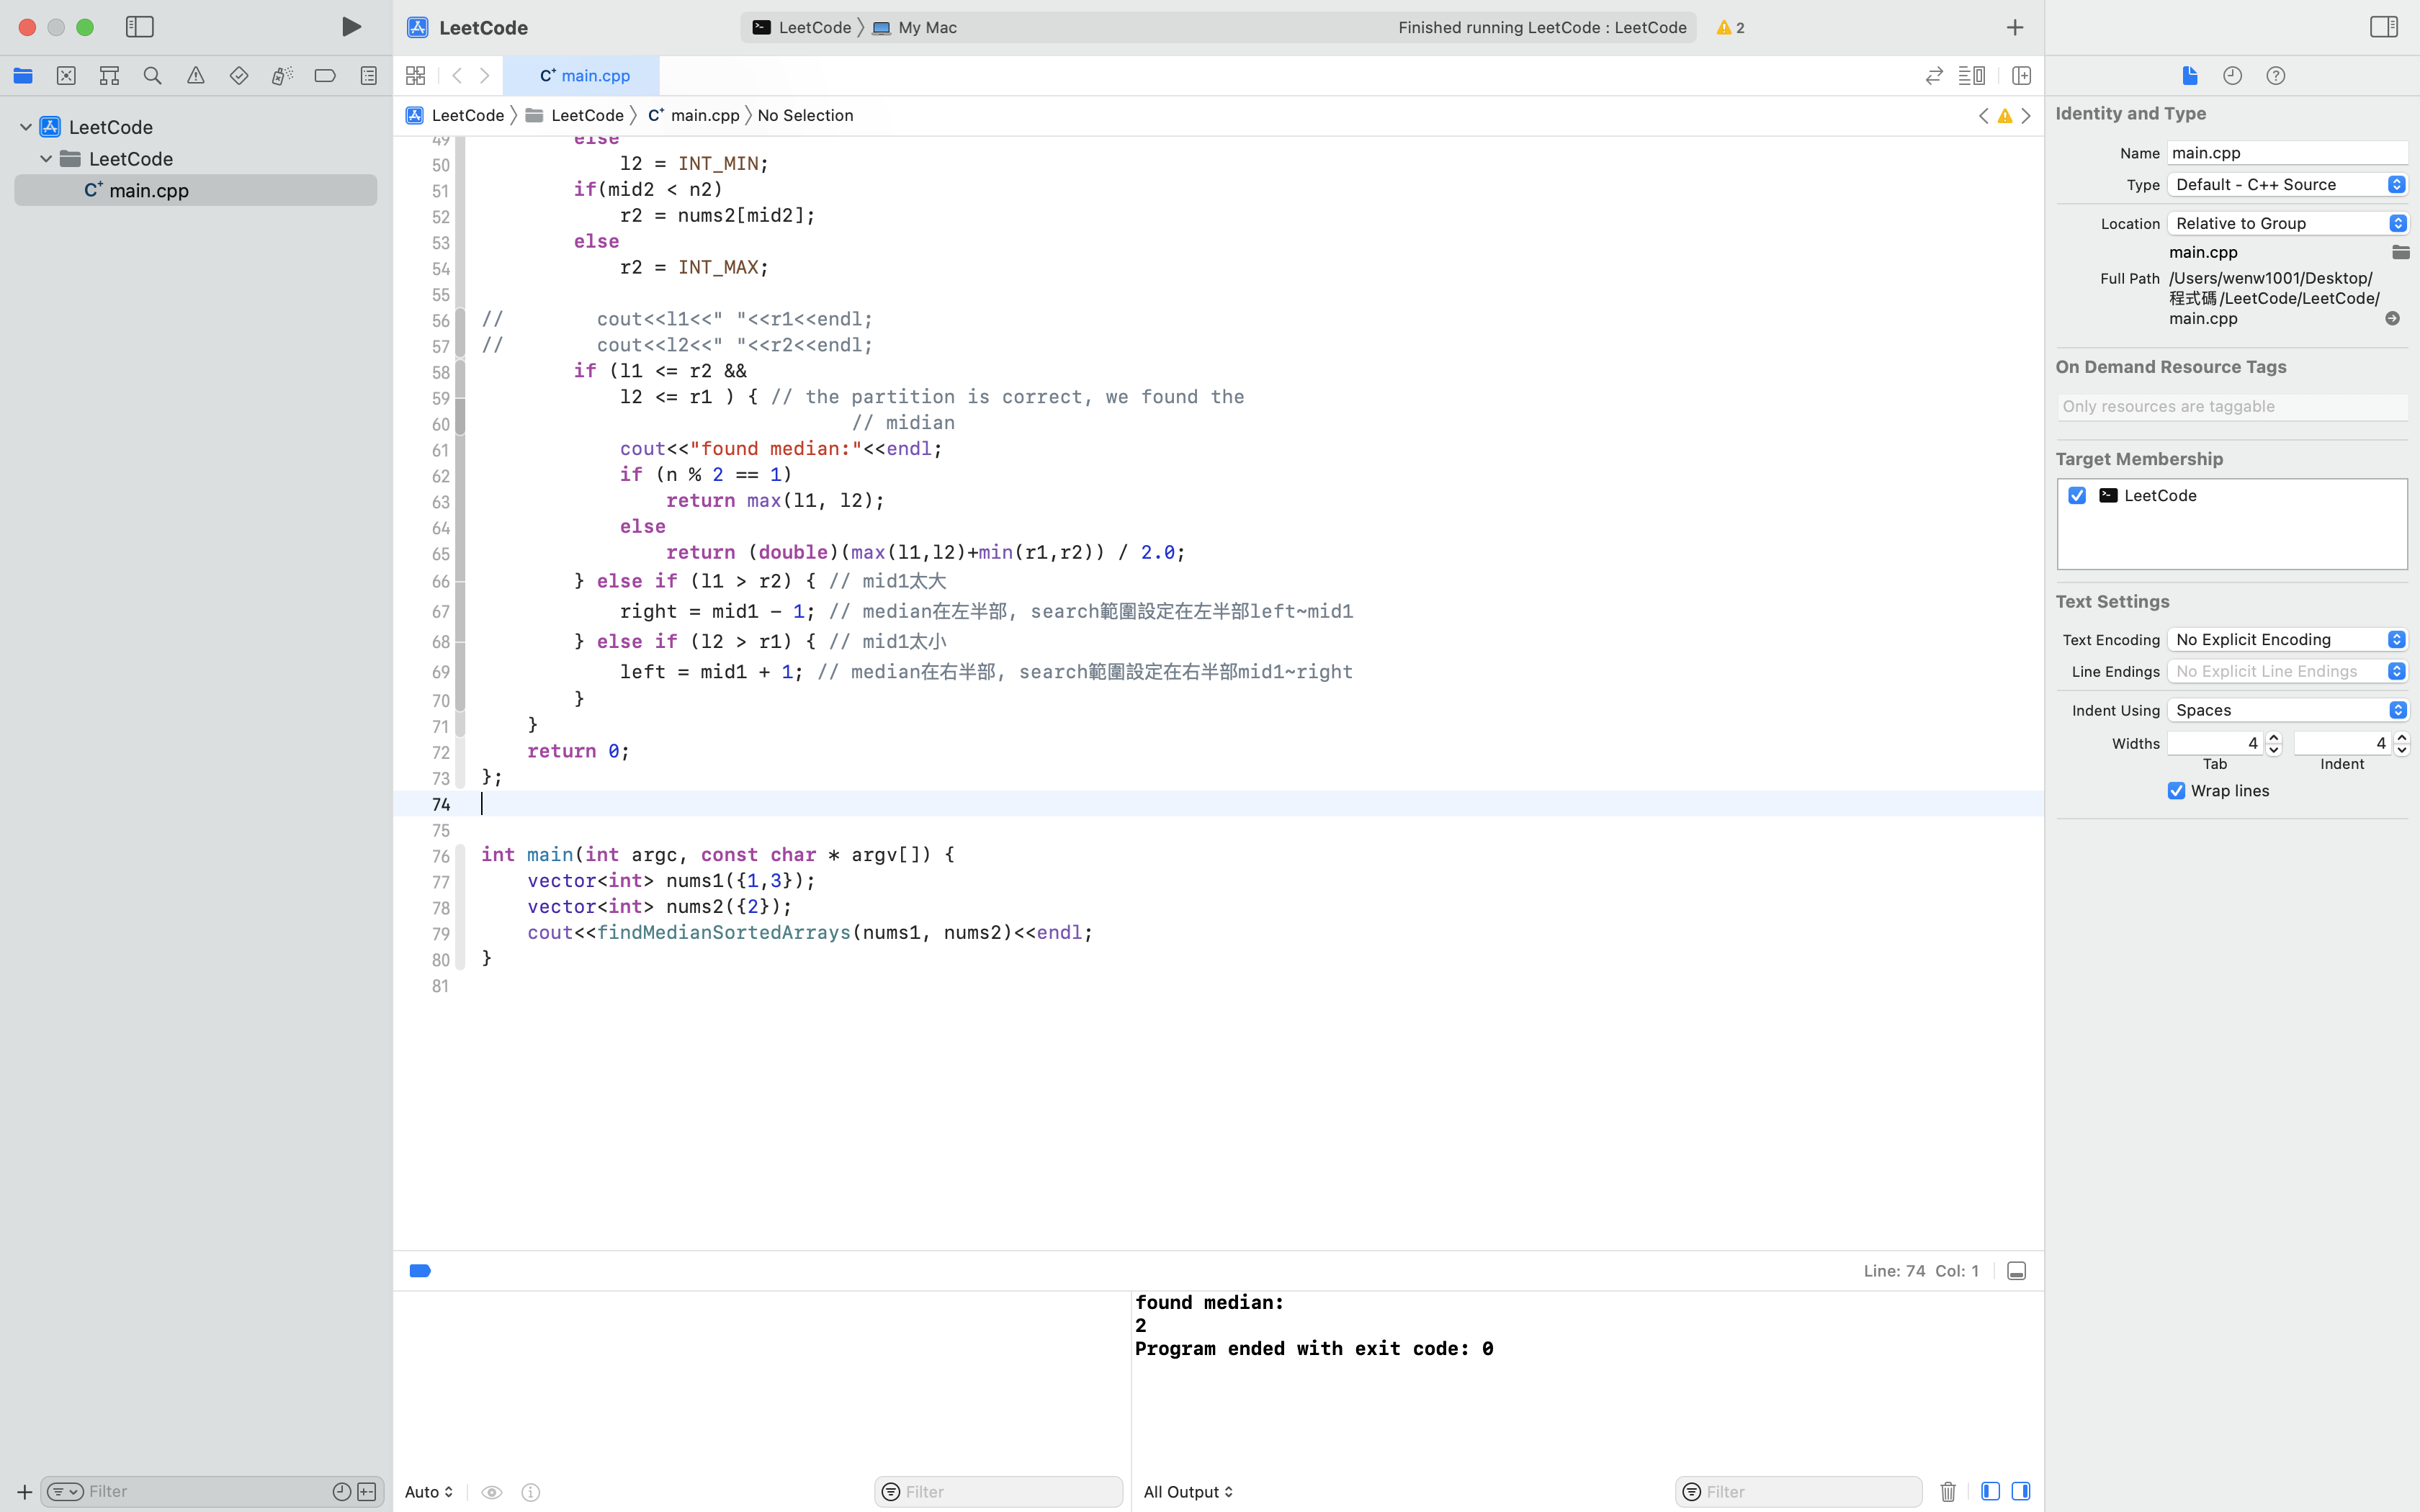 LeetCode
LeetCode 〉 My Mac
Finished running LeetCode : LeetCode
2
main.cpp
LeetCode 〉 LeetCode 〉 main.cpp 〉 No Selection
LeetCode
LeetCode
main.cpp
49 else
50 l2 = INT_MIN;
51 if(mid2 < n2)
52 r2 = nums2[mid2];
53 else
54 r2 = INT_MAX;
55
56 // cout<<l1<<" "<<r1<<endl;
57 // cout<<l2<<" "<<r2<<endl;
58 if (l1 <= r2 &&
59 l2 <= r1 ) { // the partition is correct, we found the
60 // midian
61 cout<<"found median:"<<endl;
62 if (n % 2 == 1)
63 return max(l1, l2);
64 else
65 return (double)(max(l1,l2)+min(r1,r2)) / 2.0;
66 } else if (l1 > r2) { // mid1太大
67 right = mid1 - 1; // median在左半部, search範圍設定在左半部left~mid1
68 } else if (l2 > r1) { // mid1太小
69 left = mid1 + 1; // median在右半部, search範圍設定在右半部mid1~right
70 }
71 }
72 return 0;
73 };
74
75
76 int main(int argc, const char * argv[]) {
77 vector<int> nums1({1,3});
78 vector<int> nums2({2});
79 cout<<findMedianSortedArrays(nums1, nums2)<<endl;
80 }
81
Line: 74 Col: 1
found median:
2
Program ended with exit code: 0
Filter
Auto
Filter
All Output
Filter
Identity and Type
Name main.cpp
Type Default - C++ Source
Location Relative to Group
main.cpp
Full Path /Users/wenw1001/Desktop/
程式碼/LeetCode/LeetCode/
main.cpp
On Demand Resource Tags
Only resources are taggable
Target Membership
LeetCode
Text Settings
Text Encoding No Explicit Encoding
Line Endings No Explicit Line Endings
Indent Using Spaces
Widths 4 4
Tab Indent
Wrap lines